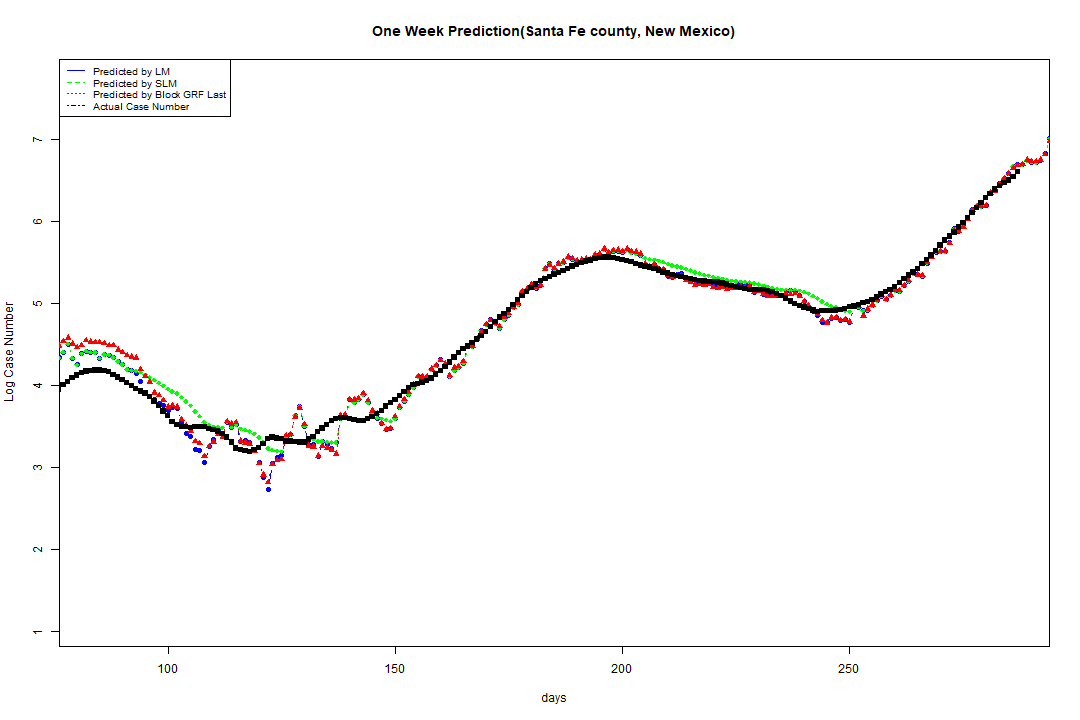 One Week Prediction(Santa Fe county, New Mexico)
Predicted by LM
Predicted by SLM
Predicted by Block GRF Last
Actual Case Number
7
6
5
4
3
2
1
Log Case Number
100 150 200 250
days